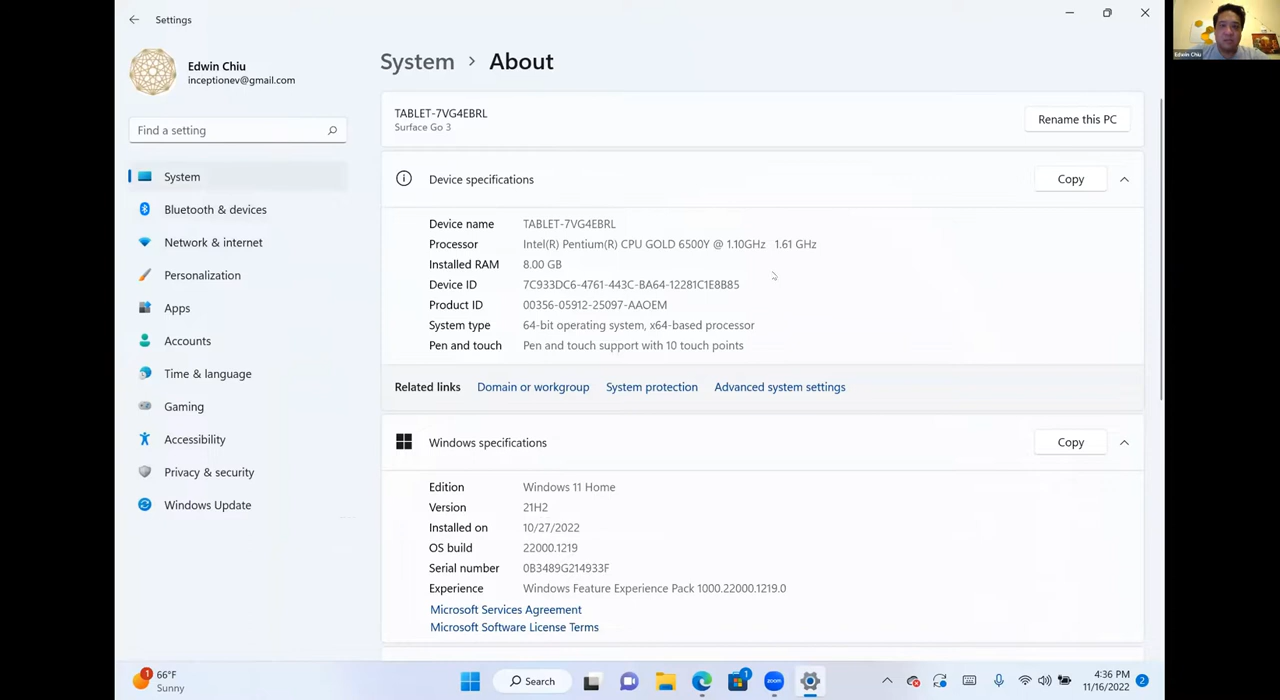 Settings
Edwin Chiu
inceptionev@gmail.com
Find a setting
System
Bluetooth & devices
Network & internet
Personalization
Apps
Accounts
Time & language
Gaming
Accessibility
Privacy & security
Windows Update
System > About
TABLET-7VG4EBRL
Surface Go 3
Rename this PC
Device specifications
Copy
Device name TABLET-7VG4EBRL
Processor Intel(R) Pentium(R) CPU GOLD 6500Y @ 1.10GHz 1.61 GHz
Installed RAM 8.00 GB
Device ID 7C933DC6-4761-443C-BA64-12281C1E8B85
Product ID 00356-05912-25097-AAOEM
System type 64-bit operating system, x64-based processor
Pen and touch Pen and touch support with 10 touch points
Related links Domain or workgroup System protection Advanced system settings
Windows specifications
Copy
Edition Windows 11 Home
Version 21H2
Installed on 10/27/2022
OS build 22000.1219
Serial number 0B3489G214933F
Experience Windows Feature Experience Pack 1000.22000.1219.0
Microsoft Services Agreement
Microsoft Software License Terms
1
66°F
Sunny
Search
1
zoom
4:36 PM
11/16/2022
2
Edwin Chiu